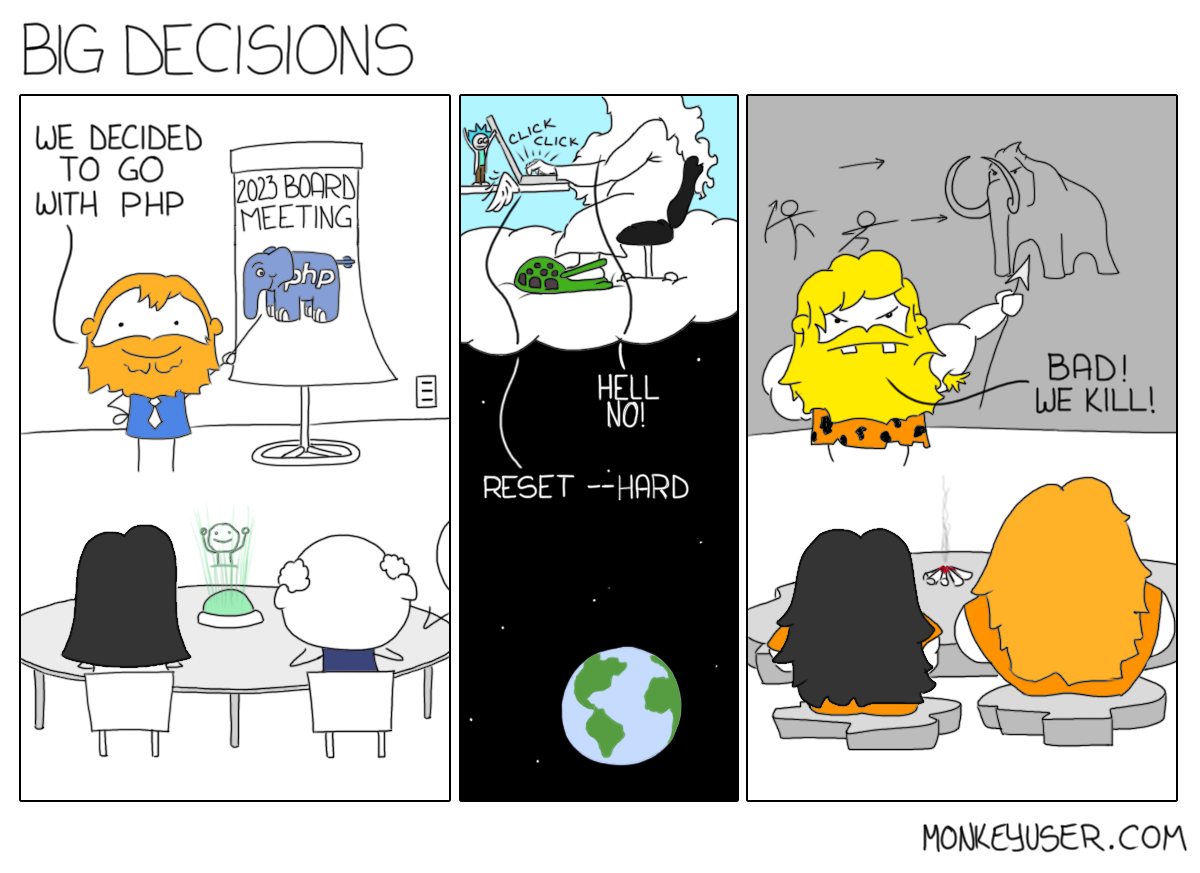 BIG DECISIONS
WE DECIDED
TO GO
WITH PHP
2023 BOARD
MEETING
php
CLICK
CLICK
HELL
NO!
RESET --HARD
BAD!
WE KILL!
MONKEYUSER.COM